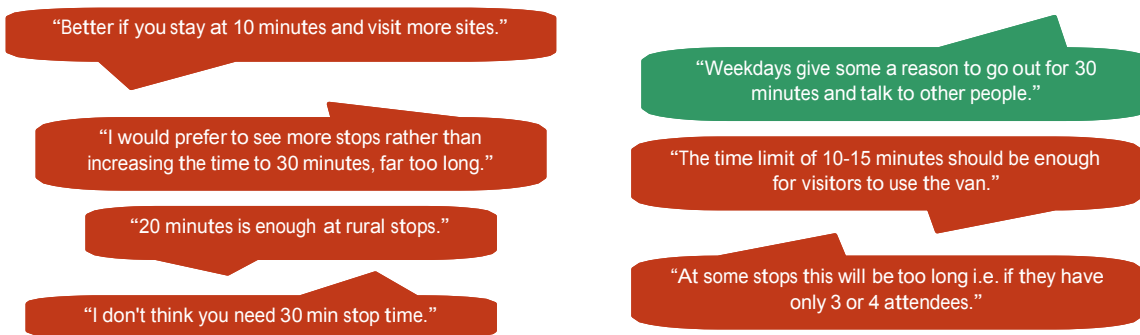 “Better if you stay at 10 minutes and visit more sites.”
“I would prefer to see more stops rather than
increasing the time to 30 minutes, far too long.”
“20 minutes is enough at rural stops.”
“I don't think you need 30 min stop time.”
“Weekdays give some a reason to go out for 30
minutes and talk to other people.”
“The time limit of 10-15 minutes should be enough
for visitors to use the van.”
“At some stops this will be too long i.e. if they have
only 3 or 4 attendees.”